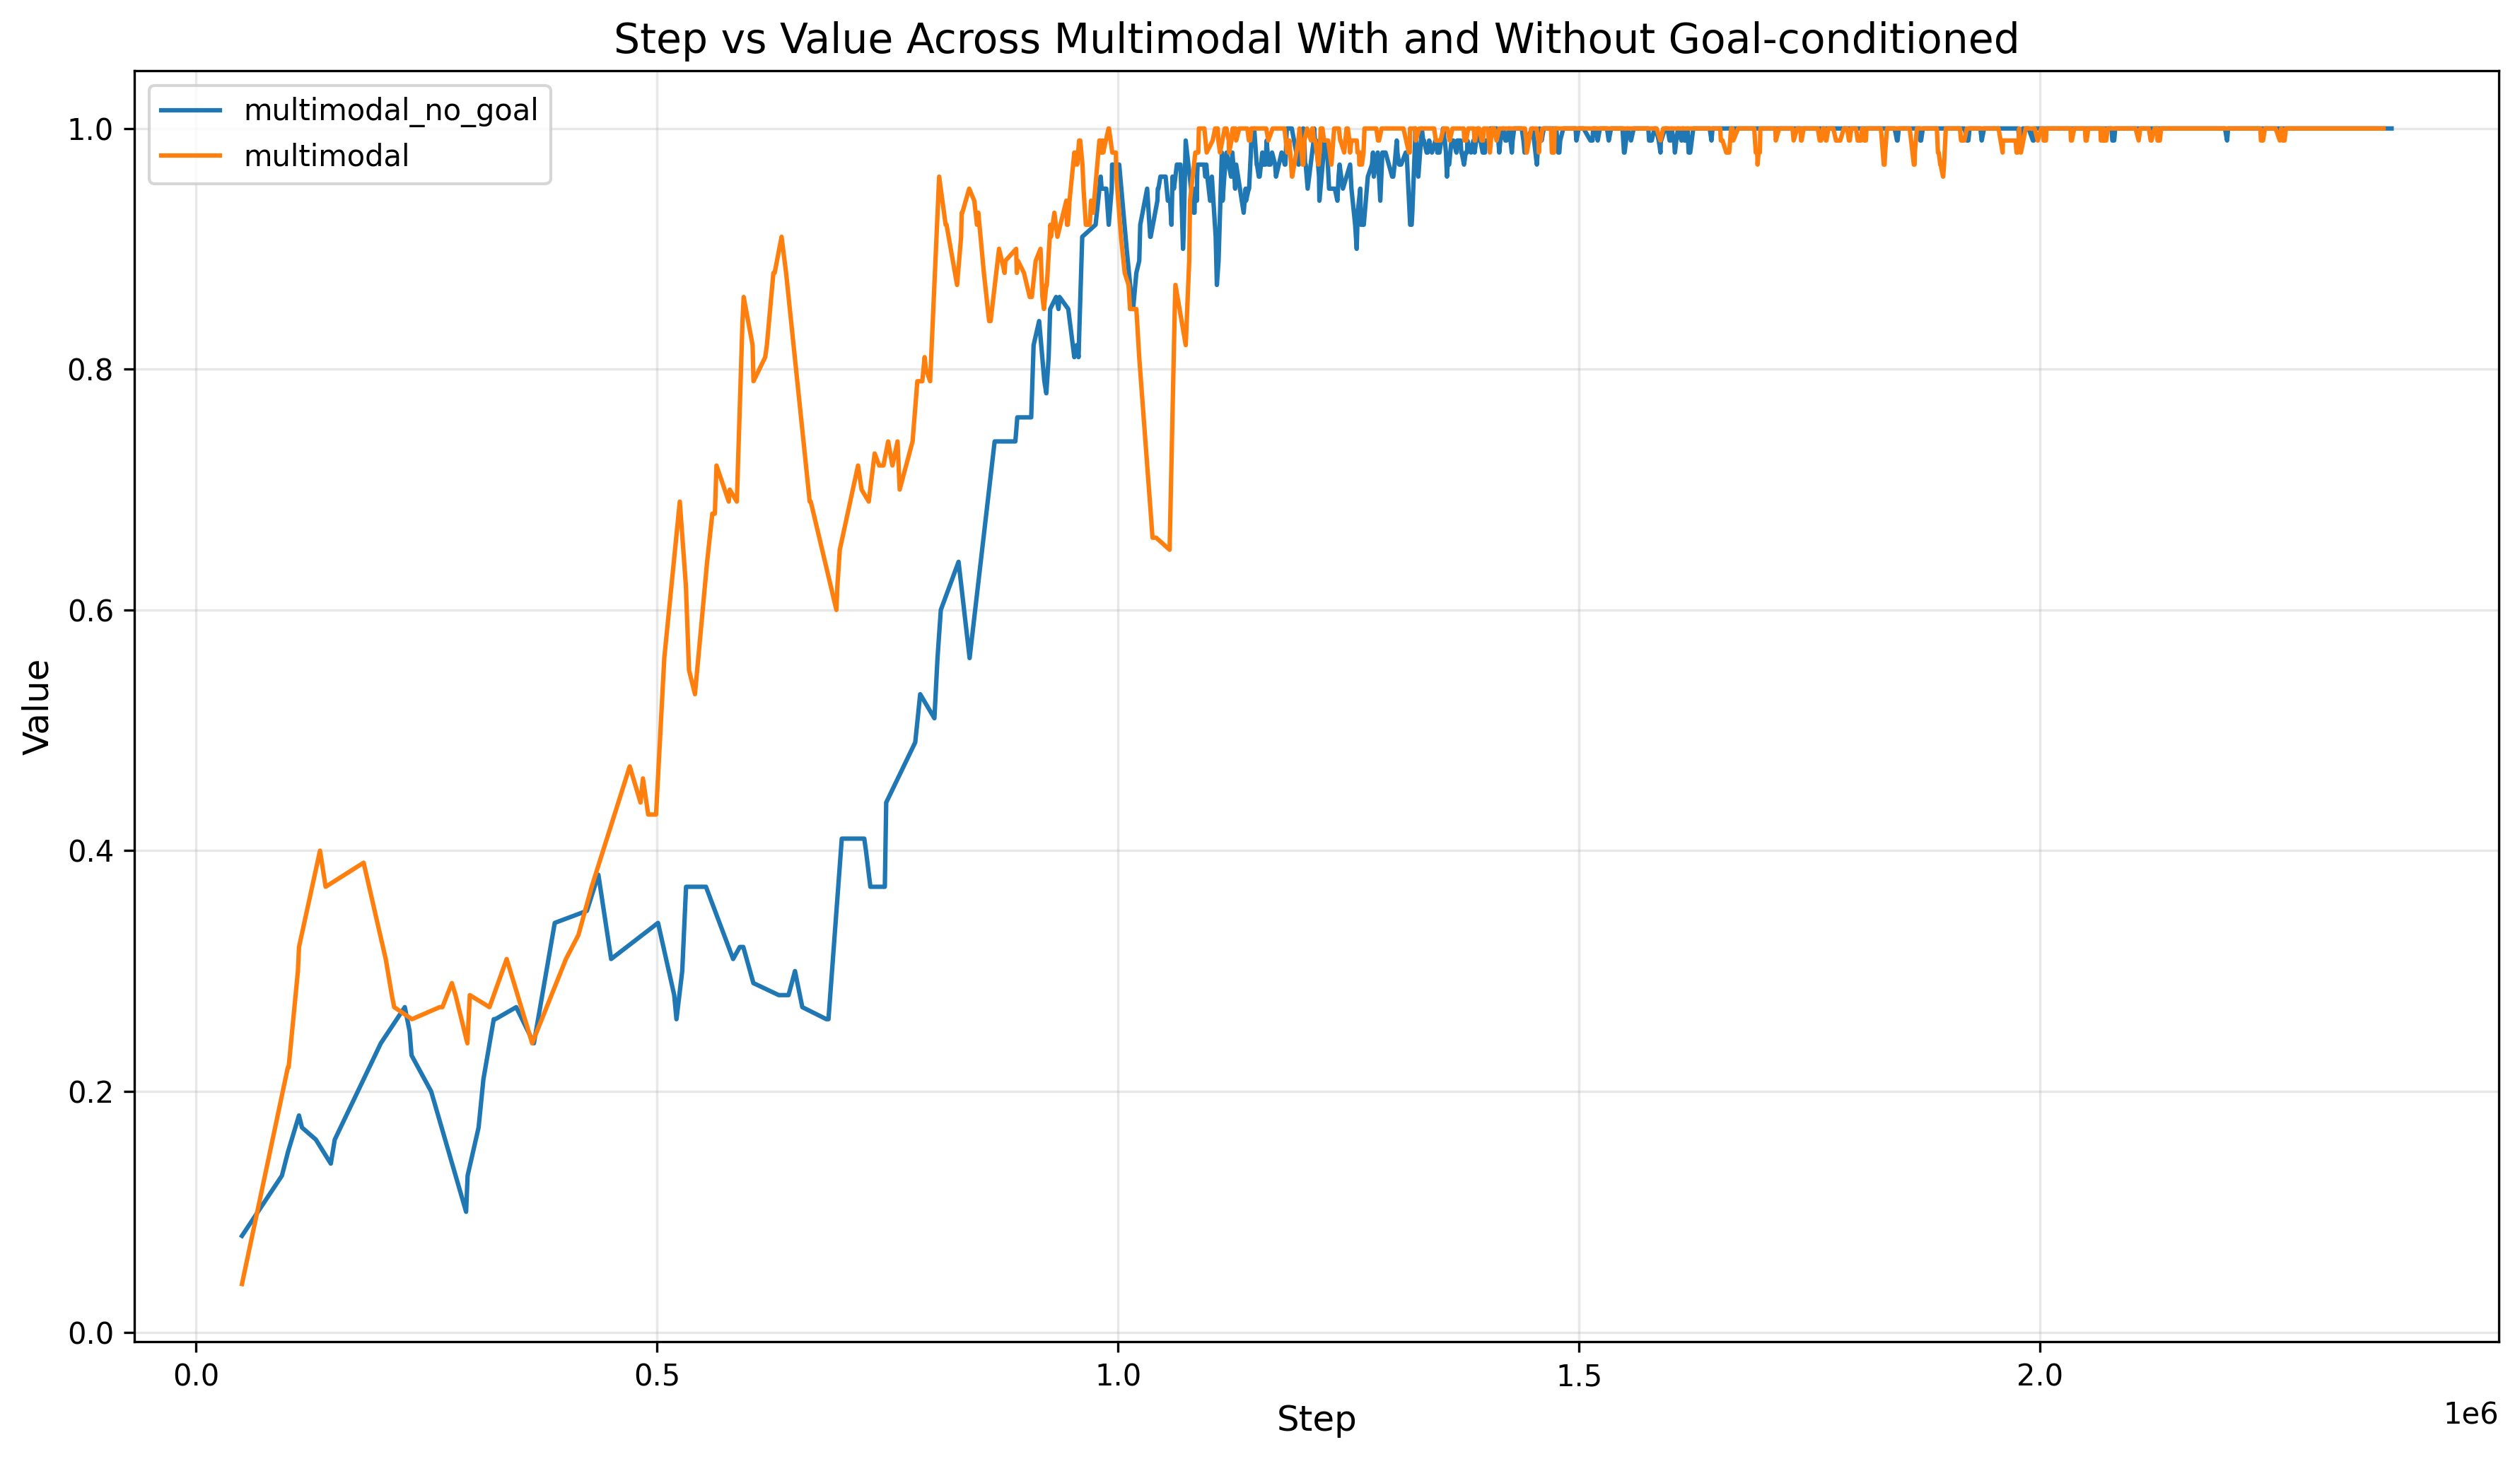 Step vs Value Across Multimodal With and Without Goal-conditioned
multimodal_no_goal
multimodal
1.0
0.8
0.6
0.4
0.2
0.0
Value
0.0 0.5 1.0 1.5 2.0
1e6
Step